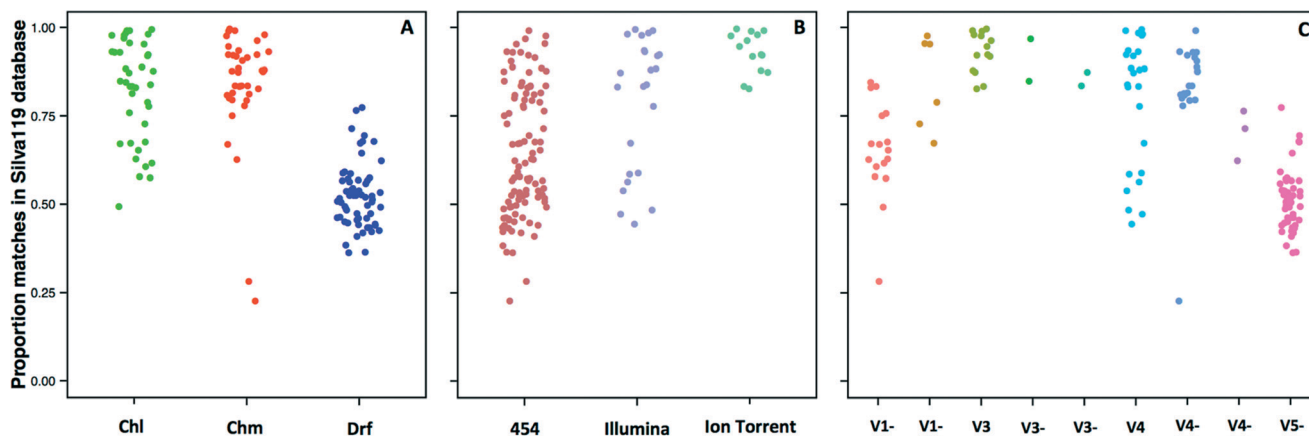 Proportion matches in Silva119 database
1.00
0.75
0.50
0.25
0.00
A
Chl Chm Drf
B
454 Illumina Ion Torrent
C
V1- V1- V3 V3- V3- V4 V4- V4- V5-